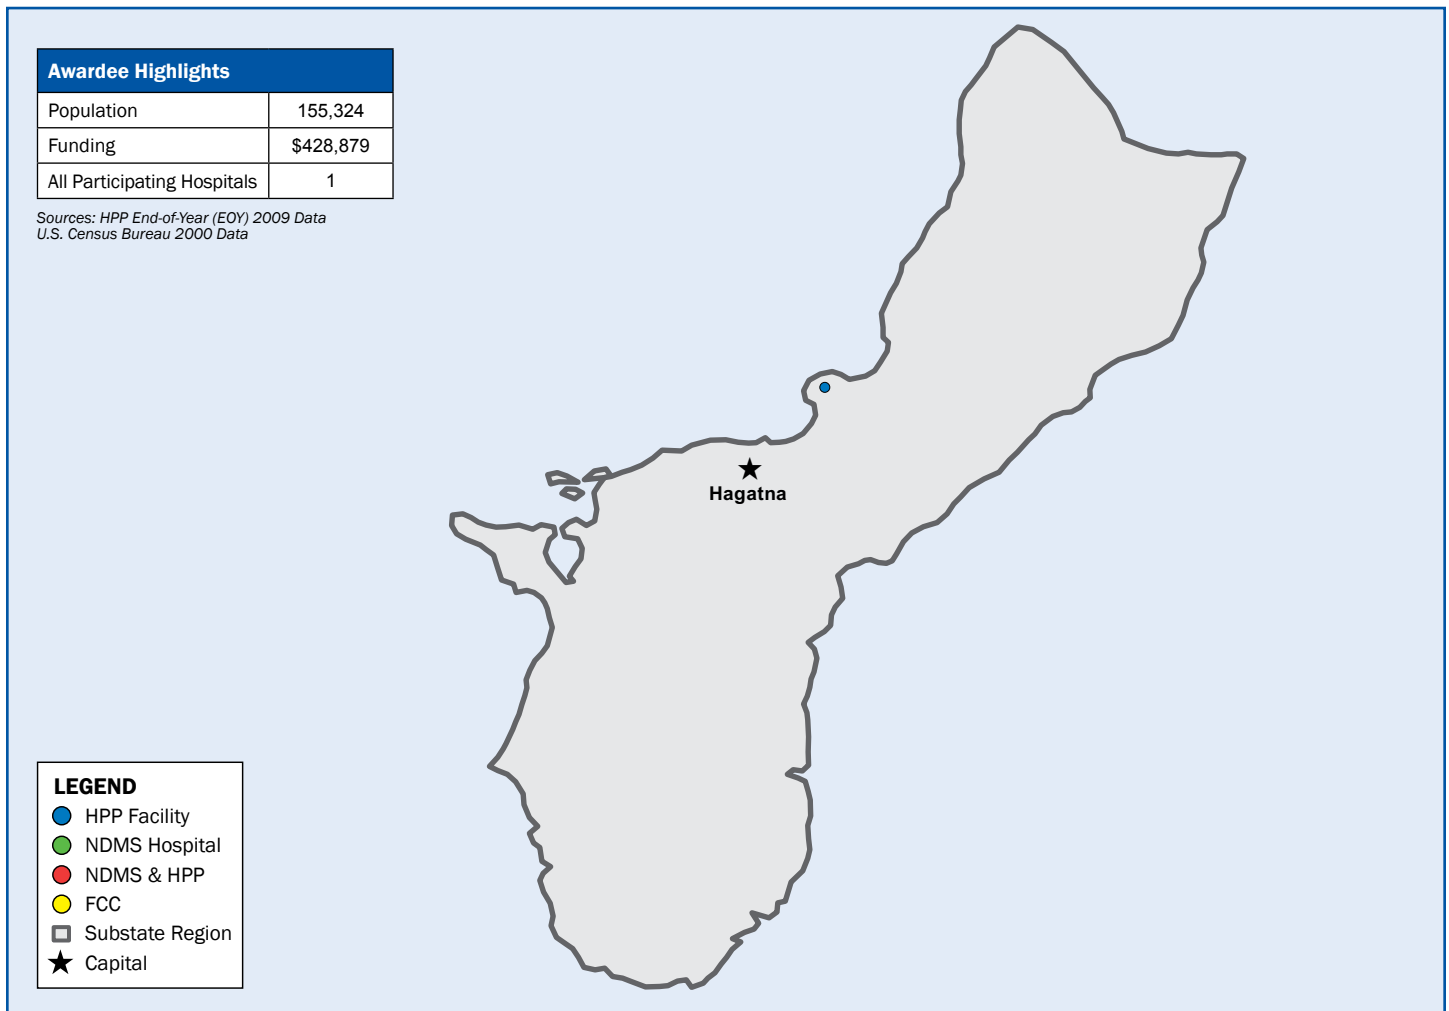 Awardee Highlights
Population 155,324
Funding $428,879
All Participating Hospitals 1
Sources: HPP End-of-Year (EOY) 2009 Data
U.S. Census Bureau 2000 Data
Hagatna
LEGEND
HPP Facility
NDMS Hospital
NDMS & HPP
FCC
Substate Region
Capital